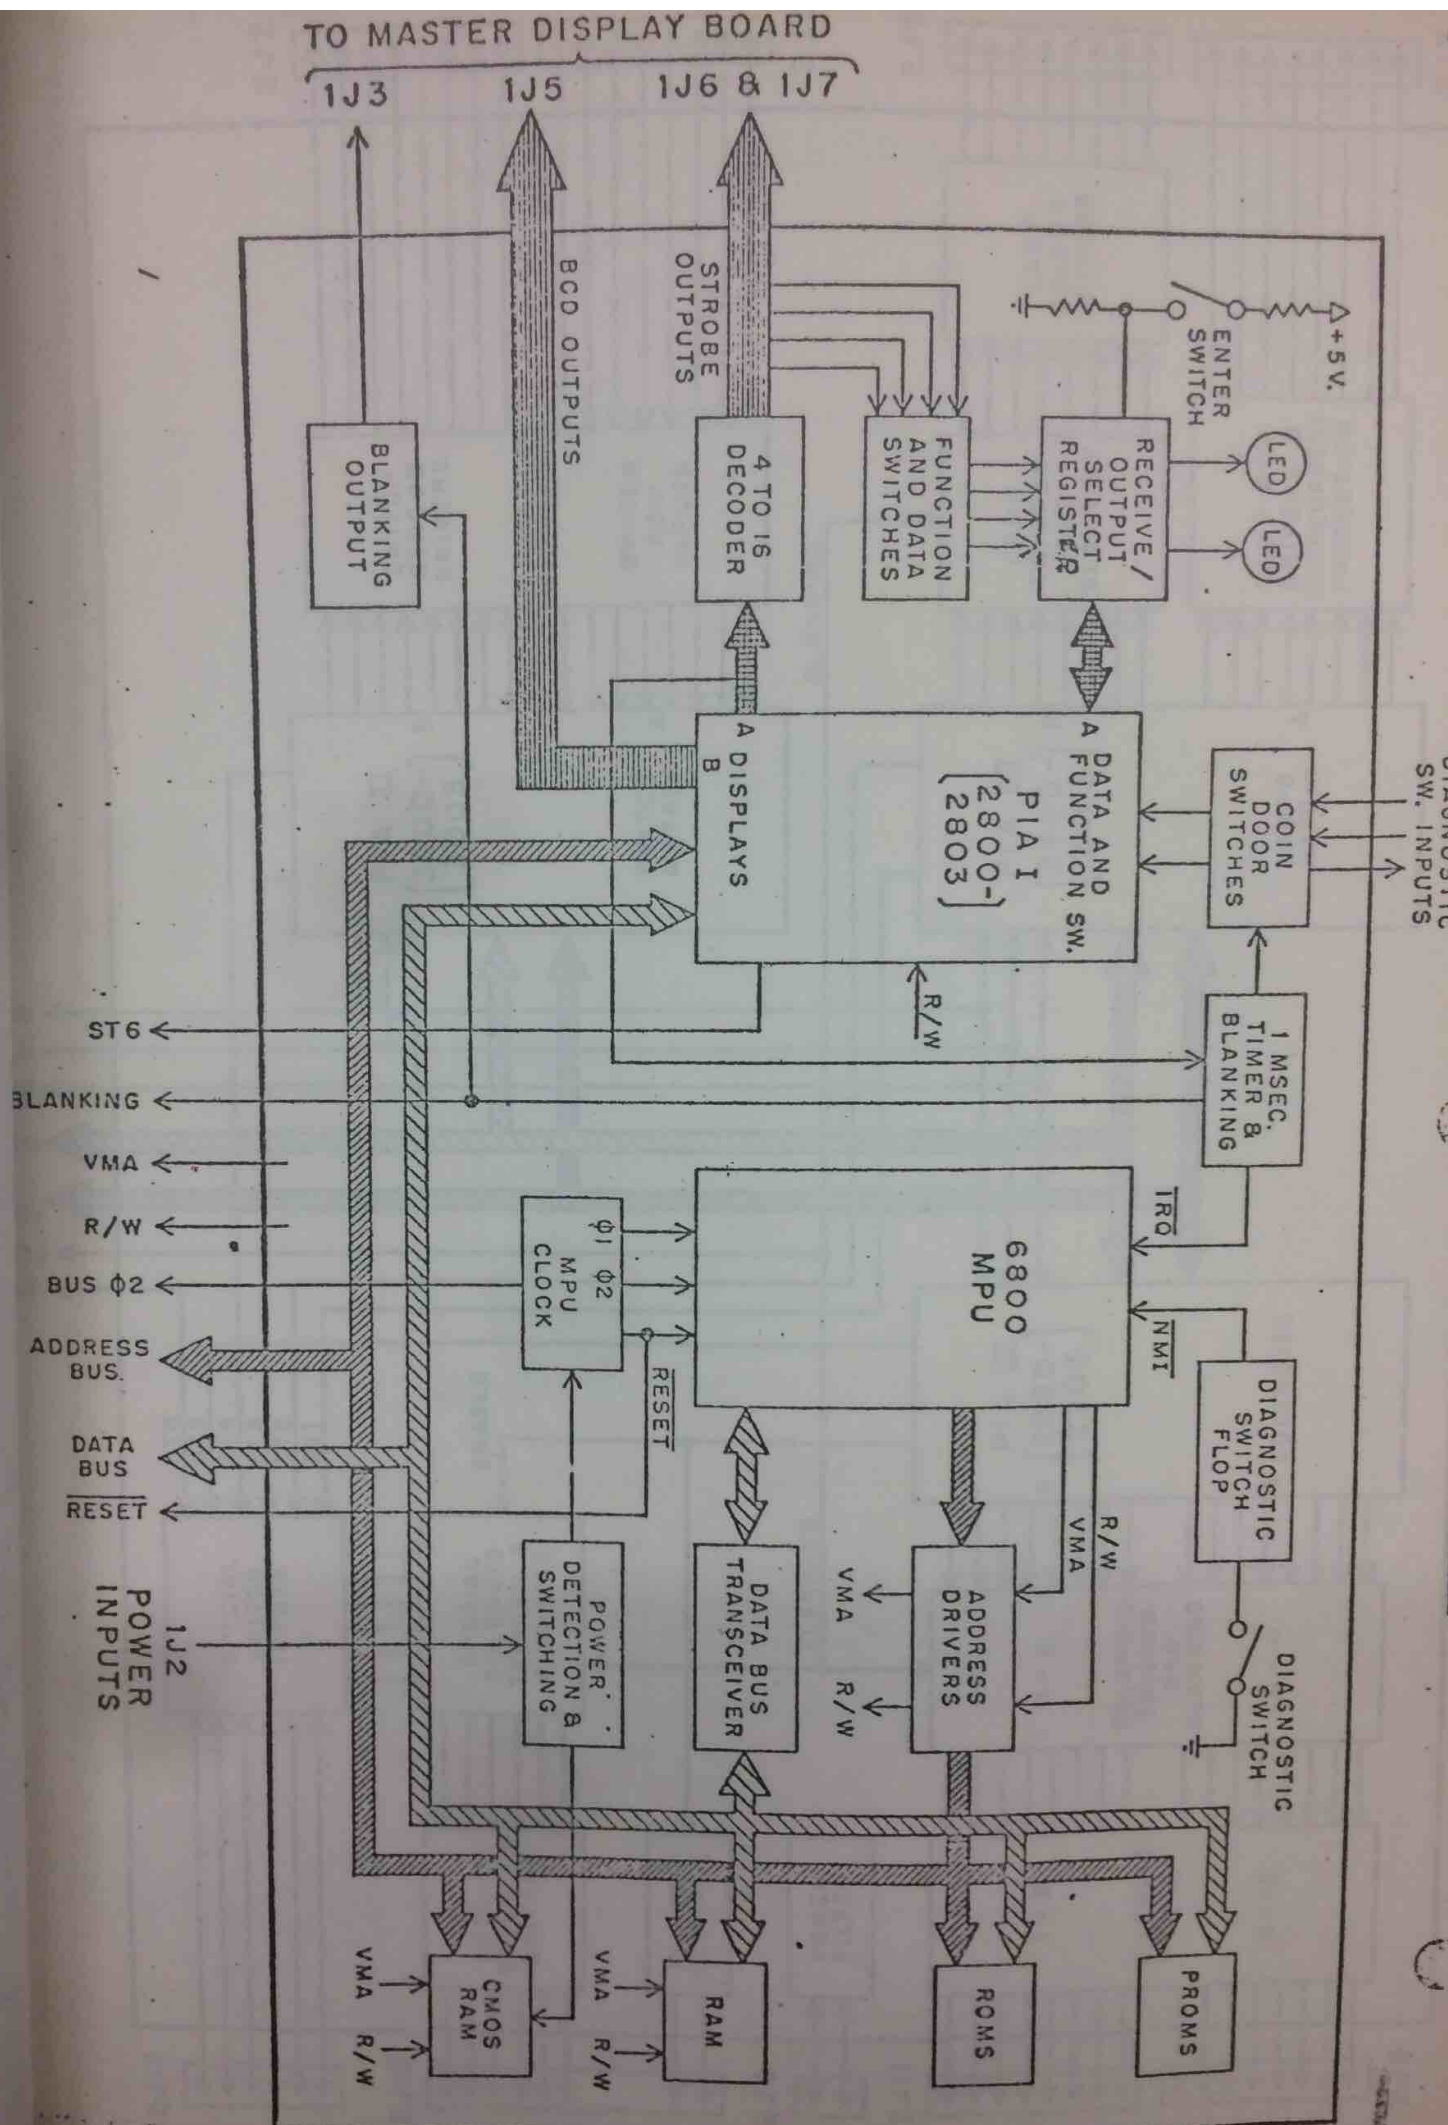 TO MASTER DISPLAY BOARD
1J3
1J5
1J6 & 1J7
BCD OUTPUTS
STROBE
OUTPUTS
+5V.
ENTER
SWITCH
LED
LED
BLANKING
OUTPUT
4 TO 16
DECODER
FUNCTION
AND DATA
SWITCHES
RECEIVE/
OUTPUT
SELECT
REGISTER
A DISPLAYS
B
DATA AND
A FUNCTION SW.
PIA I
(2800-
2803)
COIN
DOOR
SWITCHES
SW. INPUTS
R/W
1 MSEC.
TIMER &
BLANKING
ST6
BLANKING
VMA
R/W
BUS Φ2
ADDRESS
BUS.
DATA
BUS
RESET
Φ1 Φ2
MPU
CLOCK
RESET
6800
MPU
IRQ
NMI
DIAGNOSTIC
SWITCH
FLOP
DIAGNOSTIC
SWITCH
R/W
VMA
ADDRESS
DRIVERS
VMA
R/W
DATA BUS
TRANSCEIVER
POWER
DETECTION &
SWITCHING
1J2
POWER
INPUTS
CMOS
RAM
VMA
R/W
RAM
VMA
R/W
ROMS
PROMS